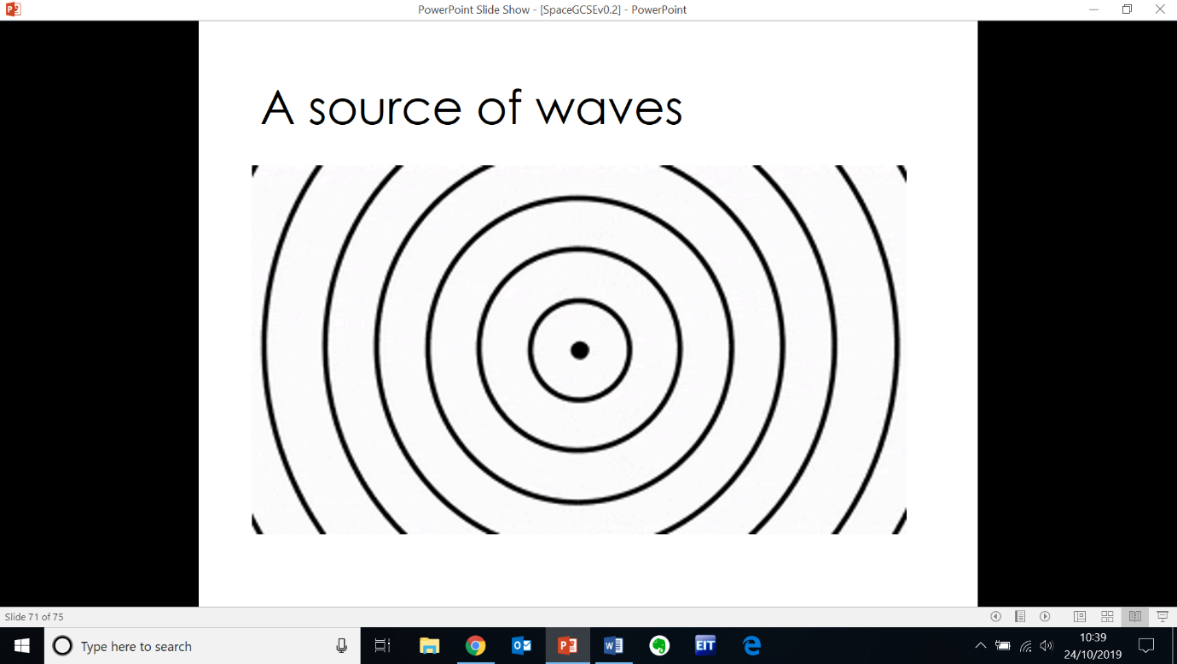 PowerPoint Slide Show - [SpaceGCSEv0.2] - PowerPoint
A source of waves
Slide 71 of 75
Type here to search
EIT
10:39
24/10/2019